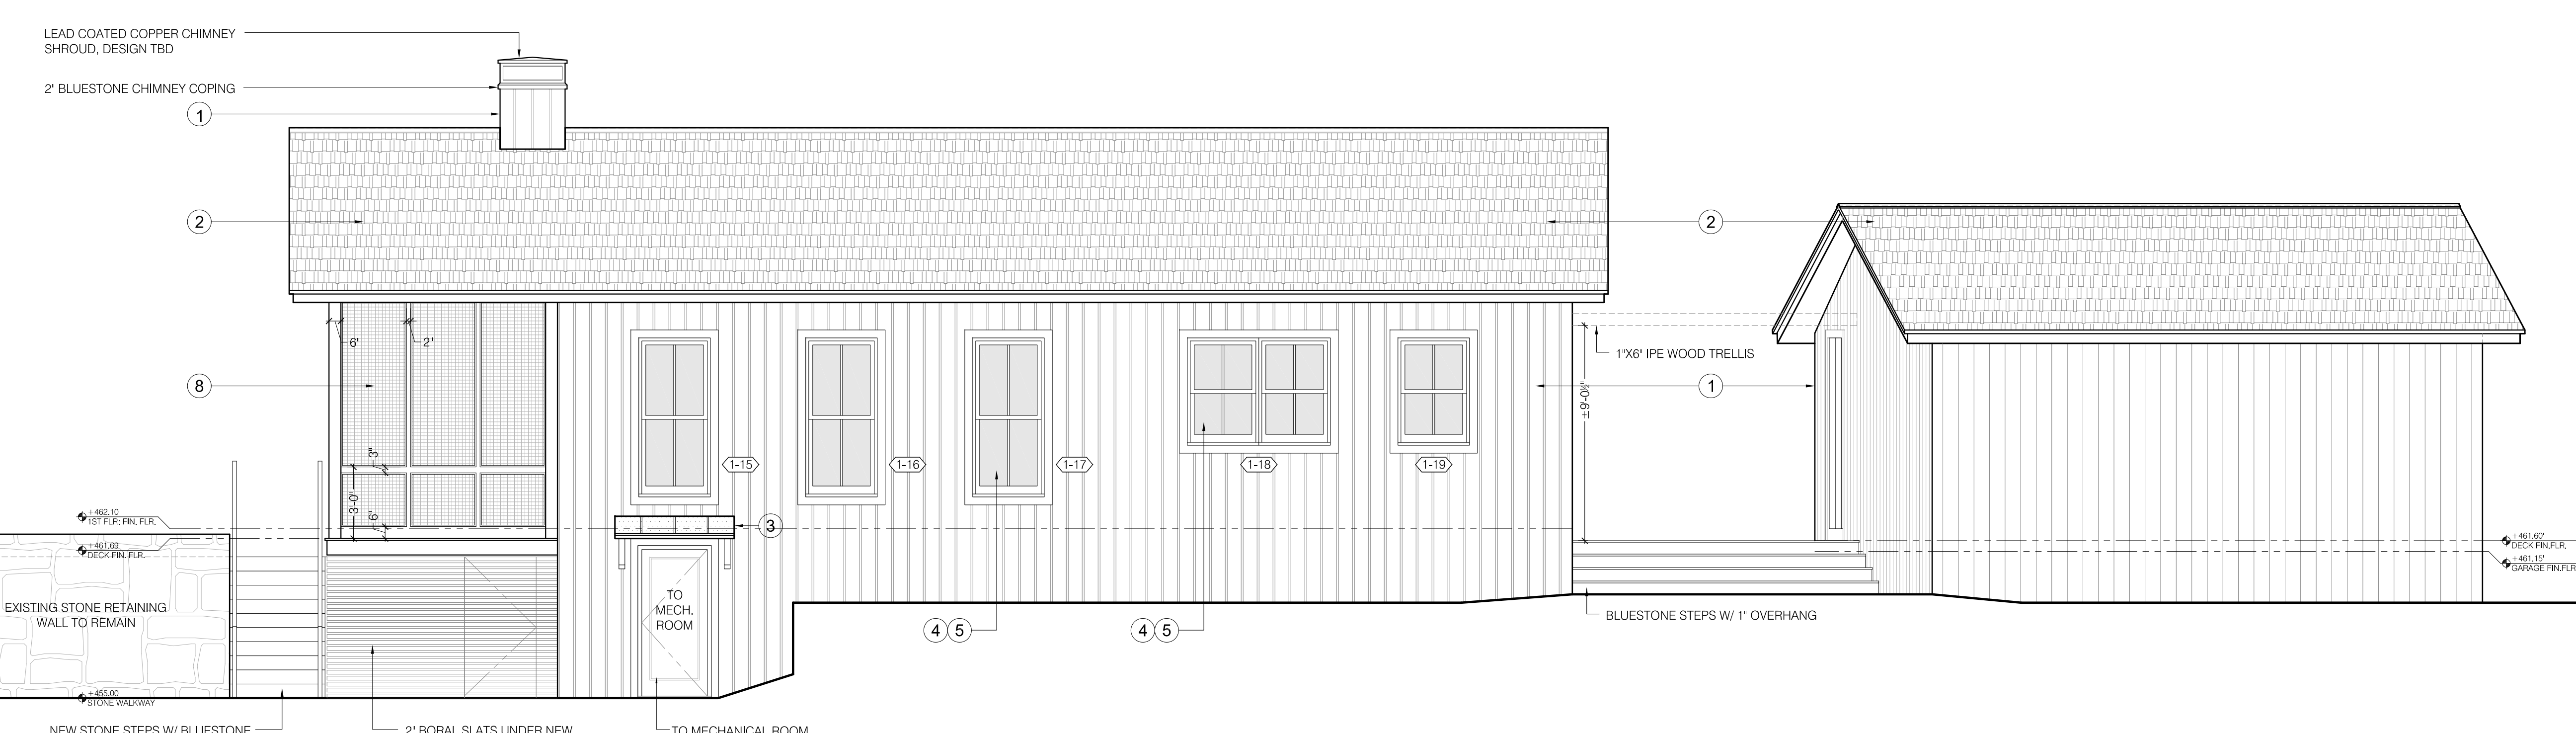 LEAD COATED COPPER CHIMNEY
SHROUD, DESIGN TBD
2" BLUESTONE CHIMNEY COPING
1
2
2
6"
2"
1"X6" IPE WOOD TRELLIS
8
1
±9'-0½"
3"
3'-0"
6"
1-15
1-16
1-17
1-18
1-19
+462.10'
1ST FLR: FIN. FLR.
3
+461.69'
DECK FIN. FLR.
+461.60'
DECK FIN.FLR.
+461.15'
GARAGE FIN.FLR
EXISTING STONE RETAINING
WALL TO REMAIN
TO
MECH.
ROOM
BLUESTONE STEPS W/ 1" OVERHANG
4 5
4 5
+455.00'
STONE WALKWAY
NEW STONE STEPS W/ BLUESTONE
2" BORAL SLATS UNDER NEW
TO MECHANICAL ROOM